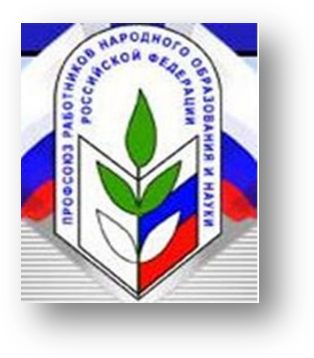 ПРОФСОЮЗ РАБОТНИКОВ НАРОДНОГО ОБРАЗОВАНИЯ И НАУКИ
РОССИЙСКОЙ ФЕДЕРАЦИИ